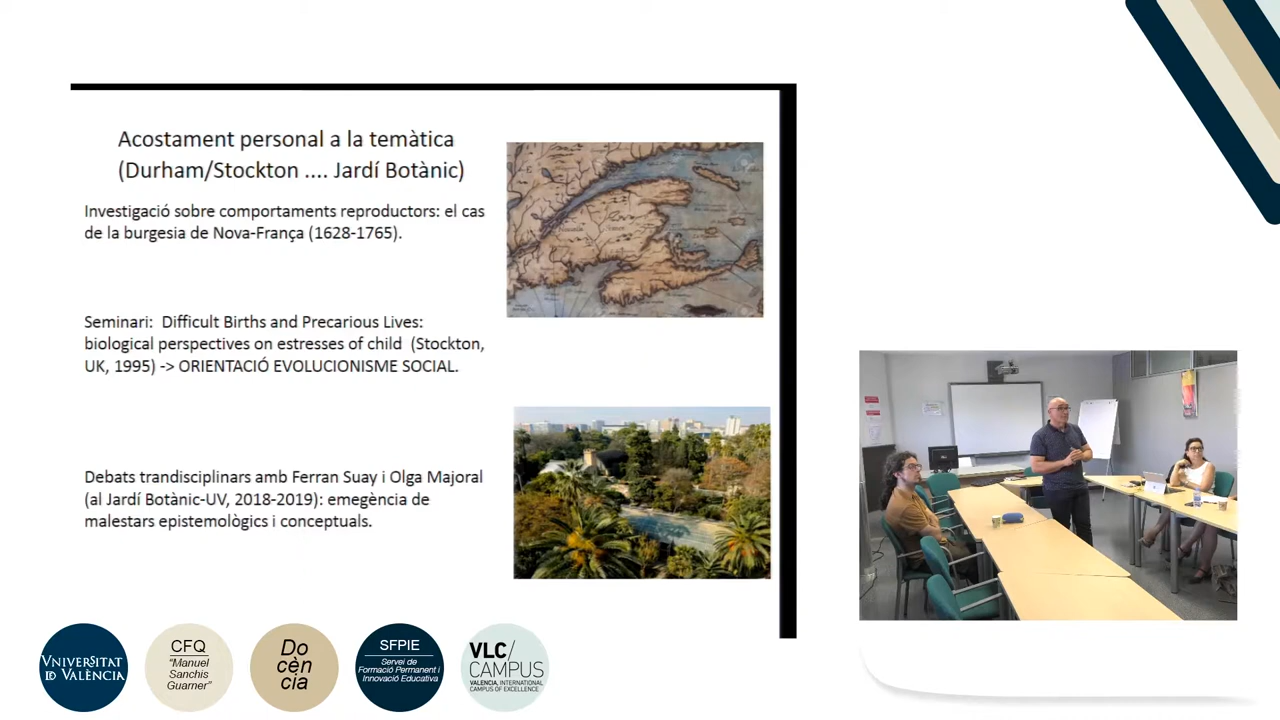 Acostament personal a la temàtica
(Durham/Stockton .... Jardí Botànic)
Investigació sobre comportaments reproductors: el cas
de la burgesia de Nova-França (1628-1765).
Seminari: Difficult Births and Precarious Lives:
biological perspectives on estresses of child (Stockton,
UK, 1995) -> ORIENTACIÓ EVOLUCIONISME SOCIAL.
Debats trandisciplinars amb Ferran Suay i Olga Majoral
(al Jardí Botànic-UV, 2018-2019): emegència de
malestars epistemològics i conceptuals.
VNIVERSITAT
ID VALÈNCIA
CFQ
"Manuel
Sanchis
Guarner"
Do
cèn
cia
SFPIE
Servei de
Formació Permanent i
Innovació Educativa
VLC/
CAMPUS
VALENCIA, INTERNATIONAL
CAMPUS OF EXCELLENCE